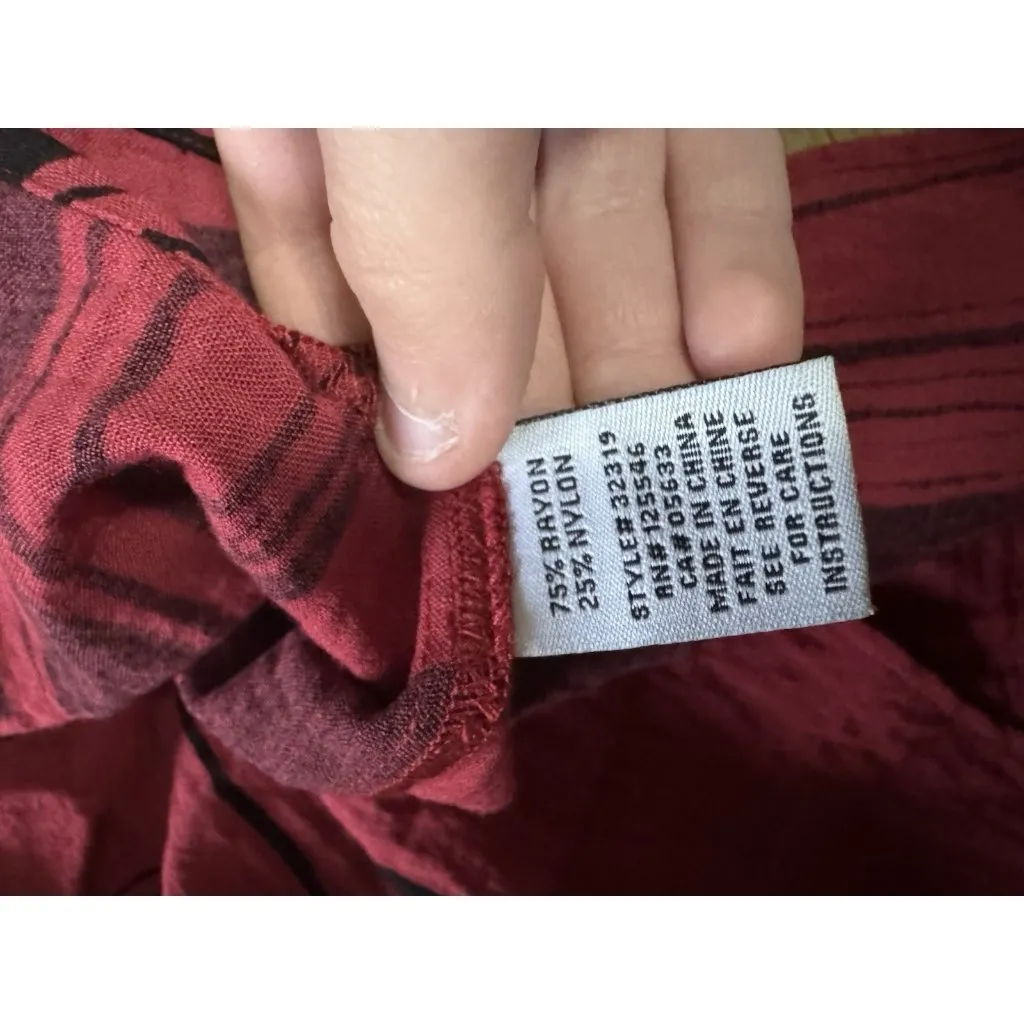 75% RAYON
25% NYLON
STYLE# 32319
RN# 125546
CA# 05633
MADE IN CHINA
FAIT EN CHINE
SEE REVERSE
FOR CARE
INSTRUCTIONS